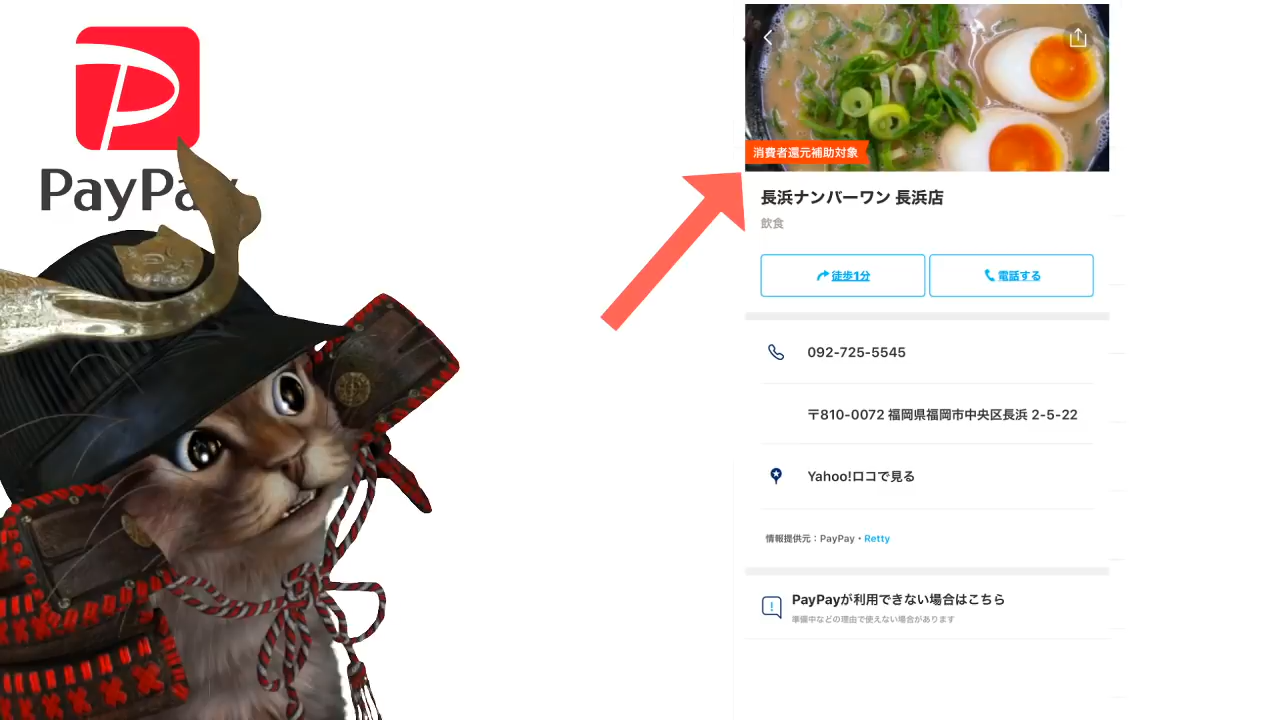 PayPay
消費者還元補助対象
長浜ナンバーワン 長浜店
飲食
徒歩1分
電話する
092-725-5545
〒810-0072 福岡県福岡市中央区長浜 2-5-22
Yahoo!ロコで見る
情報提供元：PayPay・Retty
PayPayが利用できない場合はこちら
準備中などの理由で使えない場合があります